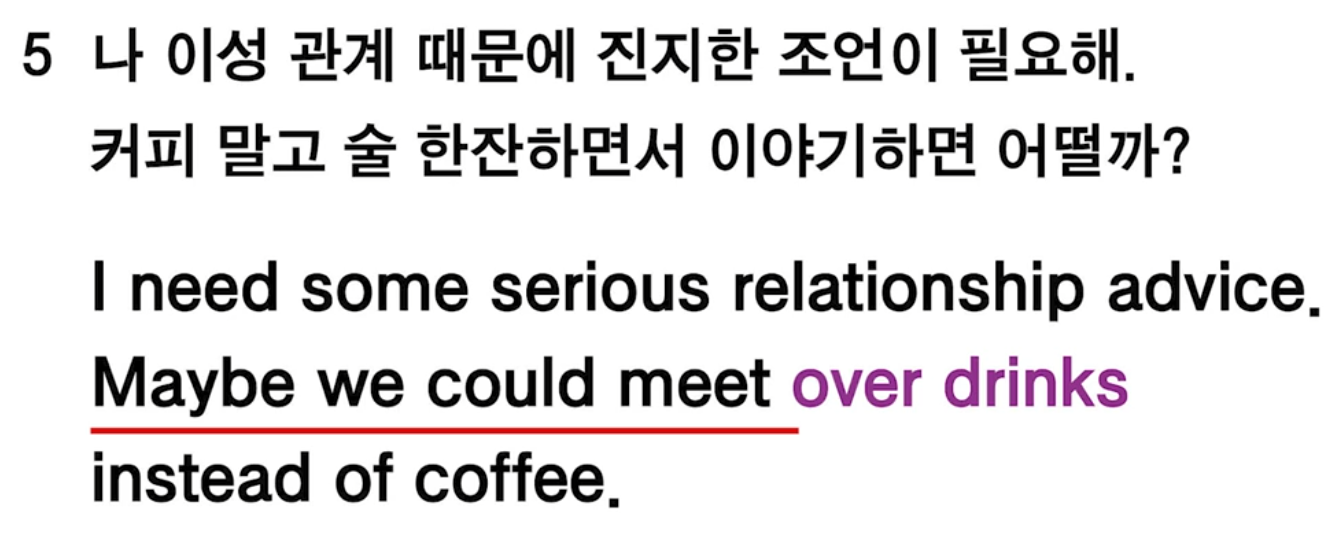 5 나 이성 관계 때문에 진지한 조언이 필요해.
커피 말고 술 한잔하면서 이야기하면 어떨까?
I need some serious relationship advice.
Maybe we could meet over drinks
instead of coffee.